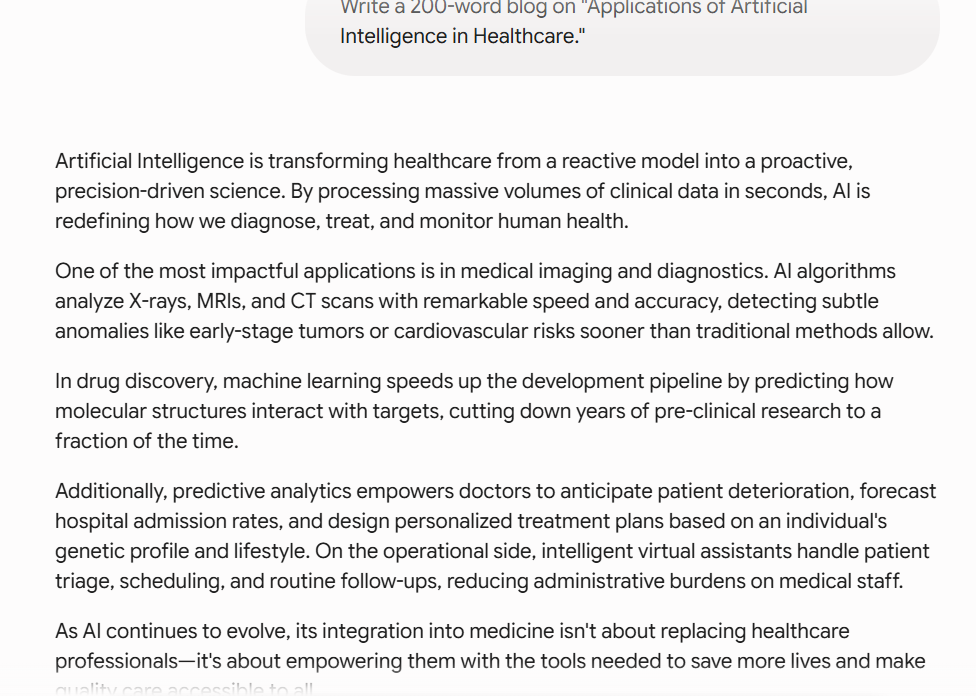 Write a 200-word blog on "Applications of Artificial
Intelligence in Healthcare."
Artificial Intelligence is transforming healthcare from a reactive model into a proactive,
precision-driven science. By processing massive volumes of clinical data in seconds, AI is
redefining how we diagnose, treat, and monitor human health.
One of the most impactful applications is in medical imaging and diagnostics. AI algorithms
analyze X-rays, MRIs, and CT scans with remarkable speed and accuracy, detecting subtle
anomalies like early-stage tumors or cardiovascular risks sooner than traditional methods allow.
In drug discovery, machine learning speeds up the development pipeline by predicting how
molecular structures interact with targets, cutting down years of pre-clinical research to a
fraction of the time.
Additionally, predictive analytics empowers doctors to anticipate patient deterioration, forecast
hospital admission rates, and design personalized treatment plans based on an individual's
genetic profile and lifestyle. On the operational side, intelligent virtual assistants handle patient
triage, scheduling, and routine follow-ups, reducing administrative burdens on medical staff.
As AI continues to evolve, its integration into medicine isn't about replacing healthcare
professionals—it's about empowering them with the tools needed to save more lives and make
quality care accessible to all